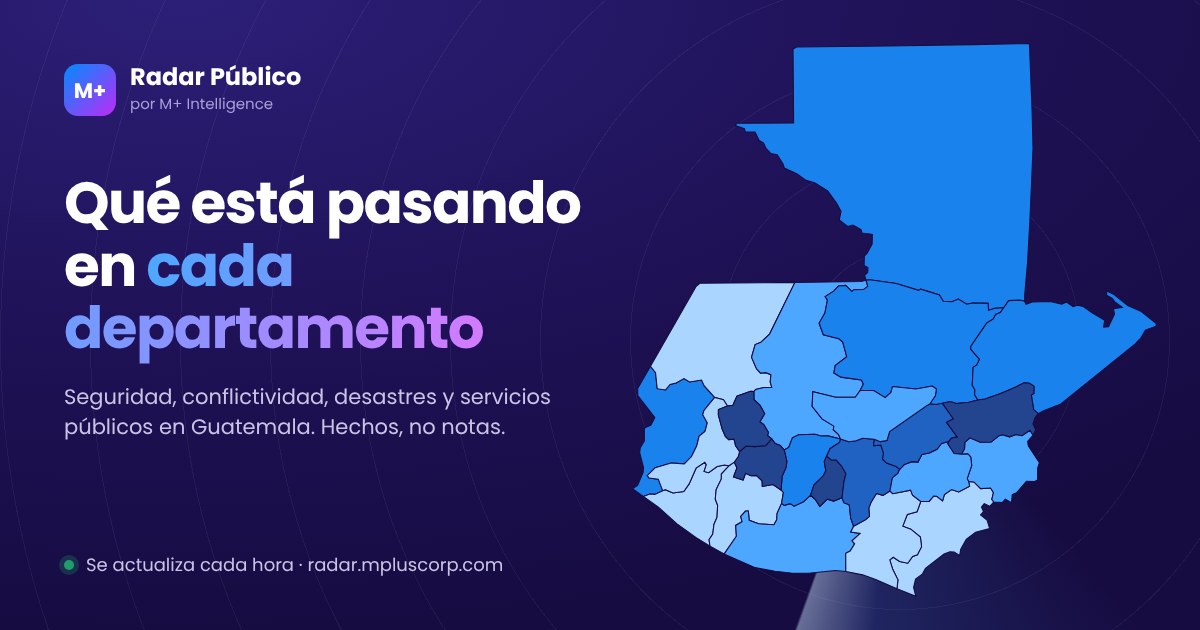 M+
Radar Público
por M+ Intelligence
Qué está pasando
en cada
departamento
Seguridad, conflictividad, desastres y servicios
públicos en Guatemala. Hechos, no notas.
Se actualiza cada hora · radar.mpluscorp.com